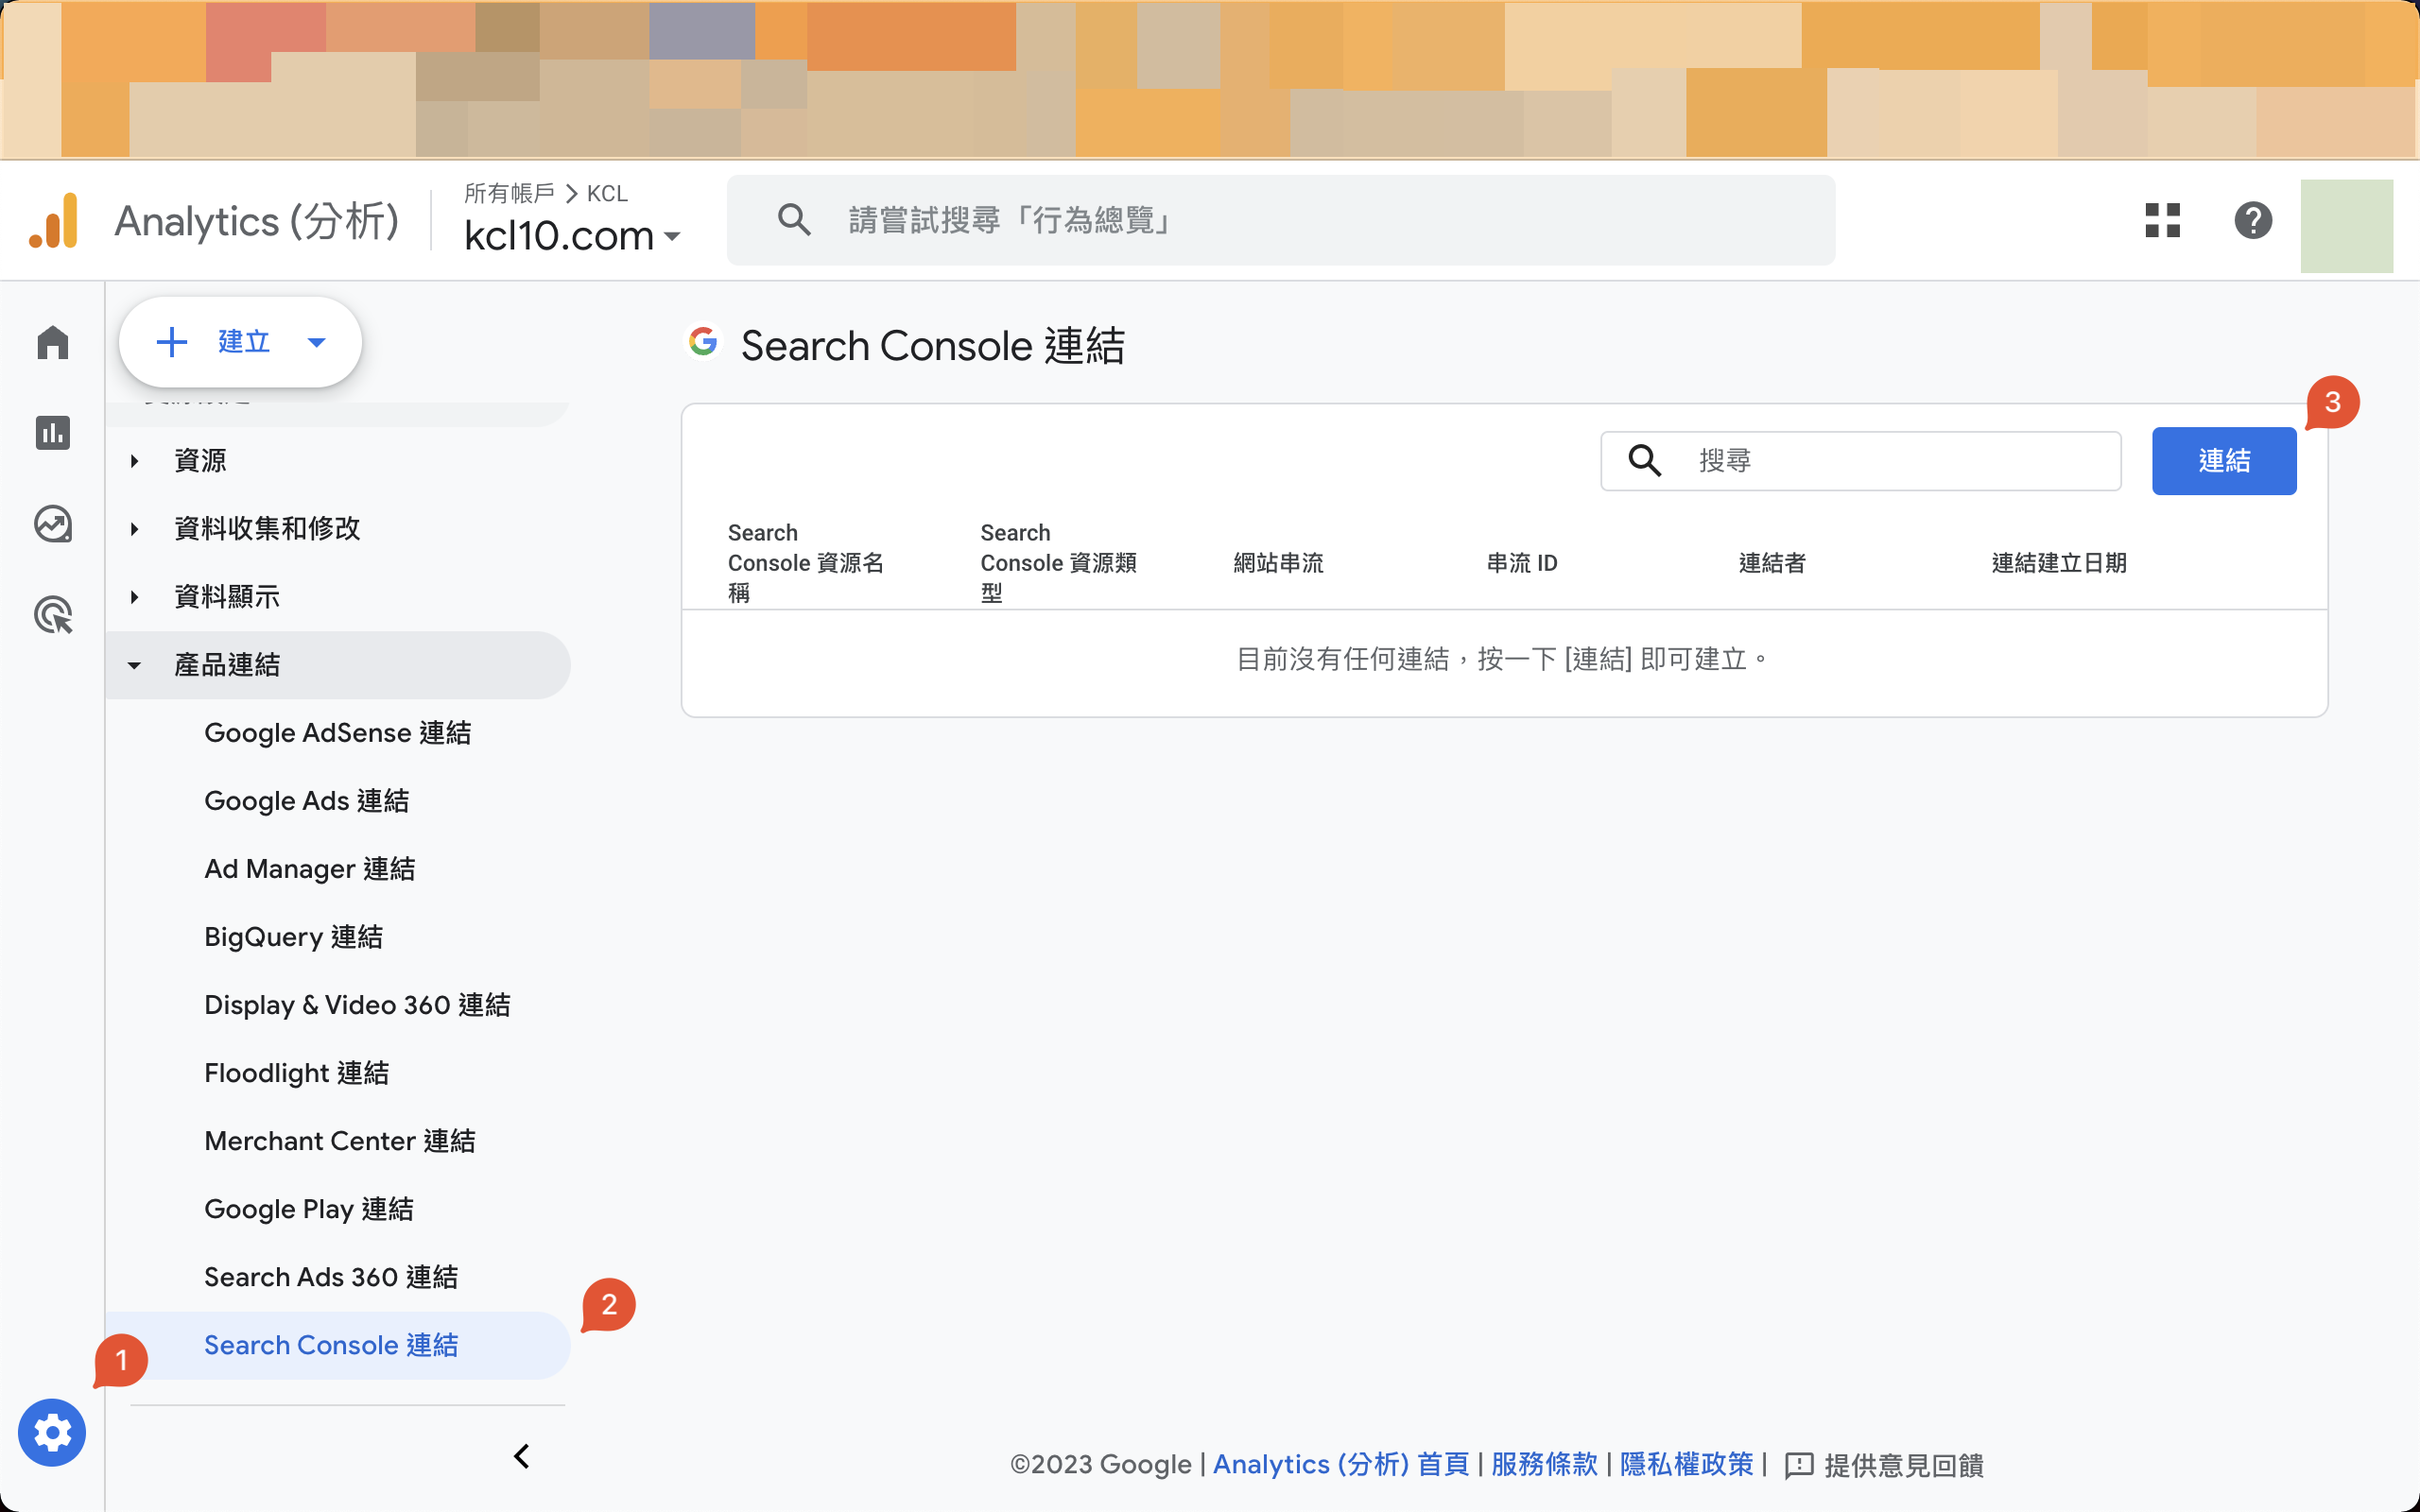 Analytics (分析)
所有帳戶 > KCL
kcl10.com
請嘗試搜尋「行為總覽」
建立
資源
資料收集和修改
資料顯示
產品連結
Google AdSense 連結
Google Ads 連結
Ad Manager 連結
BigQuery 連結
Display & Video 360 連結
Floodlight 連結
Merchant Center 連結
Google Play 連結
Search Ads 360 連結
Search Console 連結
1
2
Search Console 連結
3
搜尋
連結
Search
Console 資源名
稱
Search
Console 資源類
型
網站串流
串流 ID
連結者
連結建立日期
目前沒有任何連結，按一下 [連結] 即可建立。
©2023 Google | Analytics (分析) 首頁 | 服務條款 | 隱私權政策 | 提供意見回饋